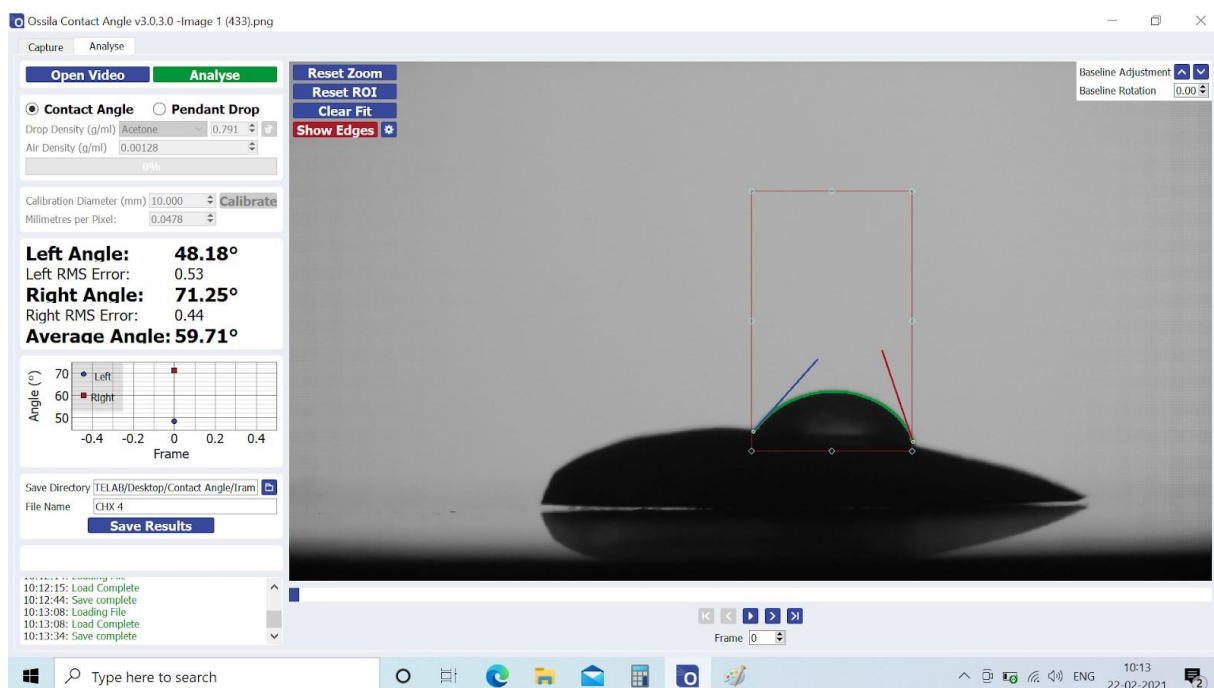 Ossila Contact Angle v3.0.3.0 -Image 1 (433).png
Capture Analyse
Open Video Analyse
Contact Angle Pendant Drop
Drop Density (g/ml) Acetone 0.791
Air Density (g/ml) 0.00128
0%
Calibration Diameter (mm) 10.000 Calibrate
Milimetres per Pixel: 0.0478
Left Angle: 48.18°
Left RMS Error: 0.53
Right Angle: 71.25°
Right RMS Error: 0.44
Average Angle: 59.71°
Angle (°)
70
60
50
Left
Right
-0.4 -0.2 0 0.2 0.4
Frame
Save Directory TELAB/Desktop/Contact Angle/Iram
File Name CHX 4
Save Results
10:12:15: Load Complete
10:12:44: Save complete
10:13:08: Loading File
10:13:08: Load Complete
10:13:34: Save complete
Reset Zoom
Reset ROI
Clear Fit
Show Edges
Baseline Adjustment
Baseline Rotation 0.00
Frame 0
Type here to search
ENG
10:13
22-02-2021
2